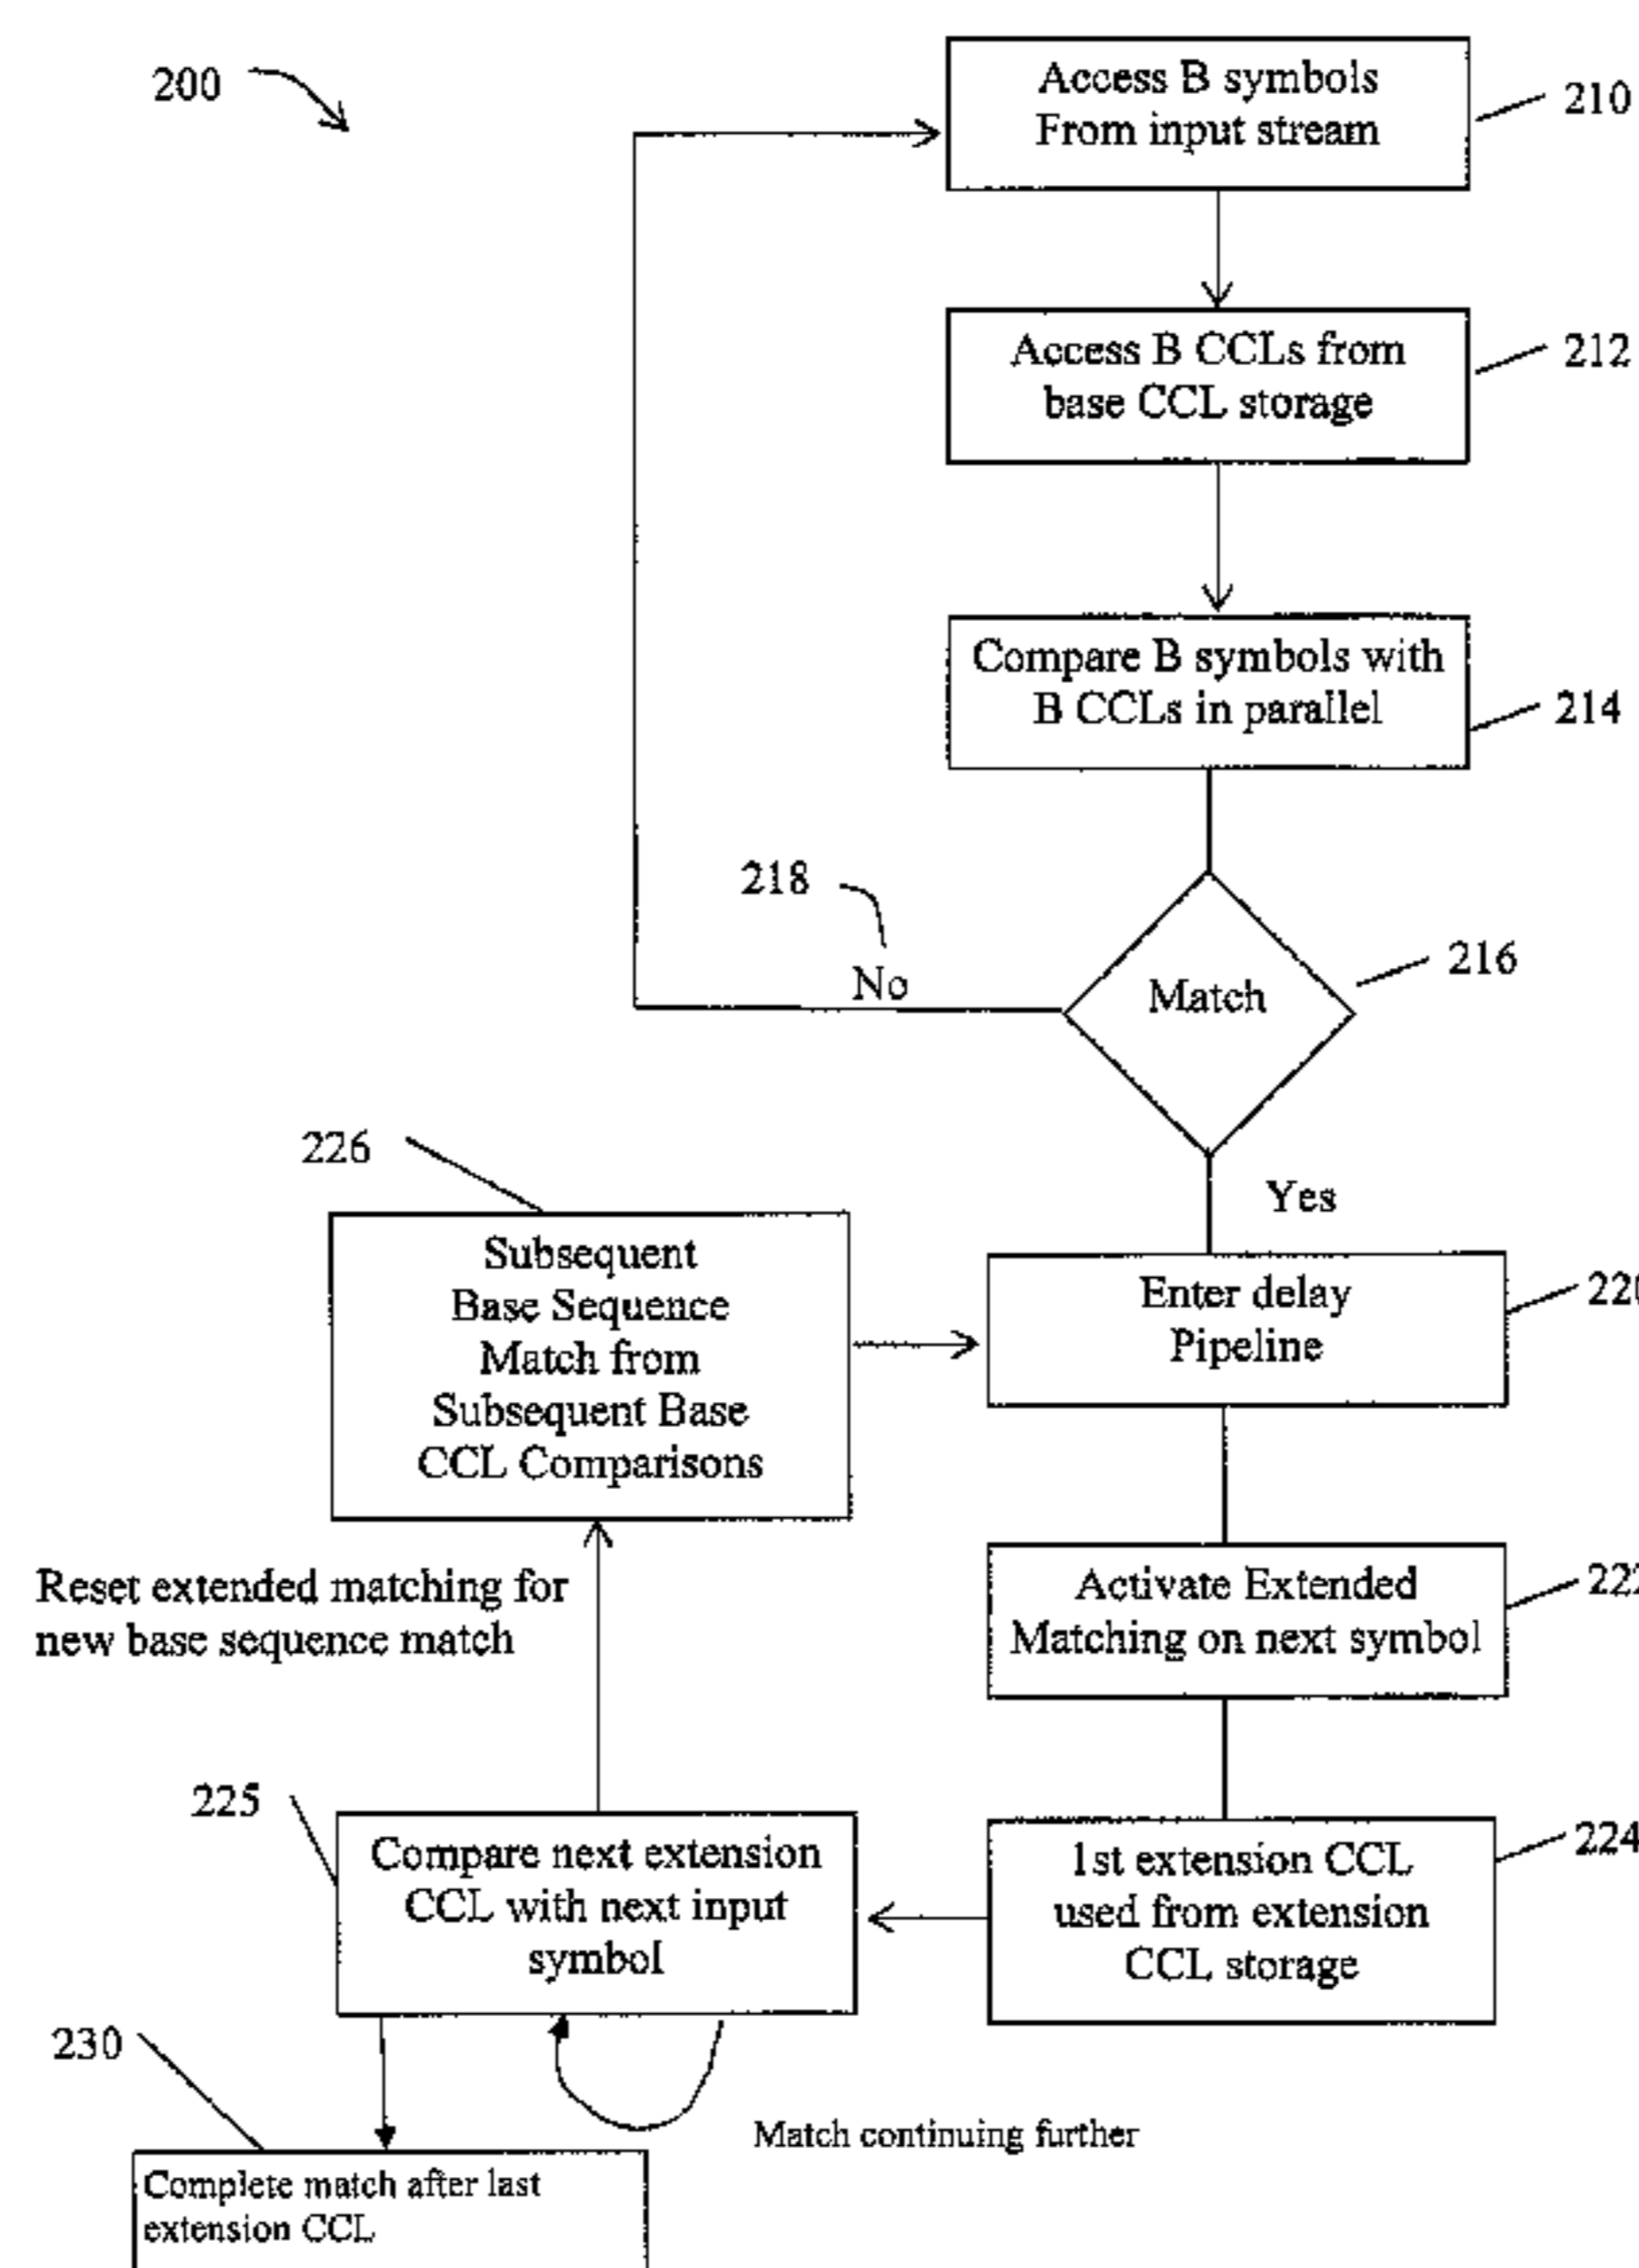 200
Access B symbols
From input stream
210
Access B CCLs from
base CCL storage
212
Compare B symbols with
B CCLs in parallel
214
218
No
Match
216
226
Yes
Subsequent
Base Sequence
Match from
Subsequent Base
CCL Comparisons
Enter delay
Pipeline
220
Reset extended matching for
new base sequence match
Activate Extended
Matching on next symbol
222
225
Compare next extension
CCL with next input
symbol
1st extension CCL
used from extension
CCL storage
224
230
Match continuing further
Complete match after last
extension CCL